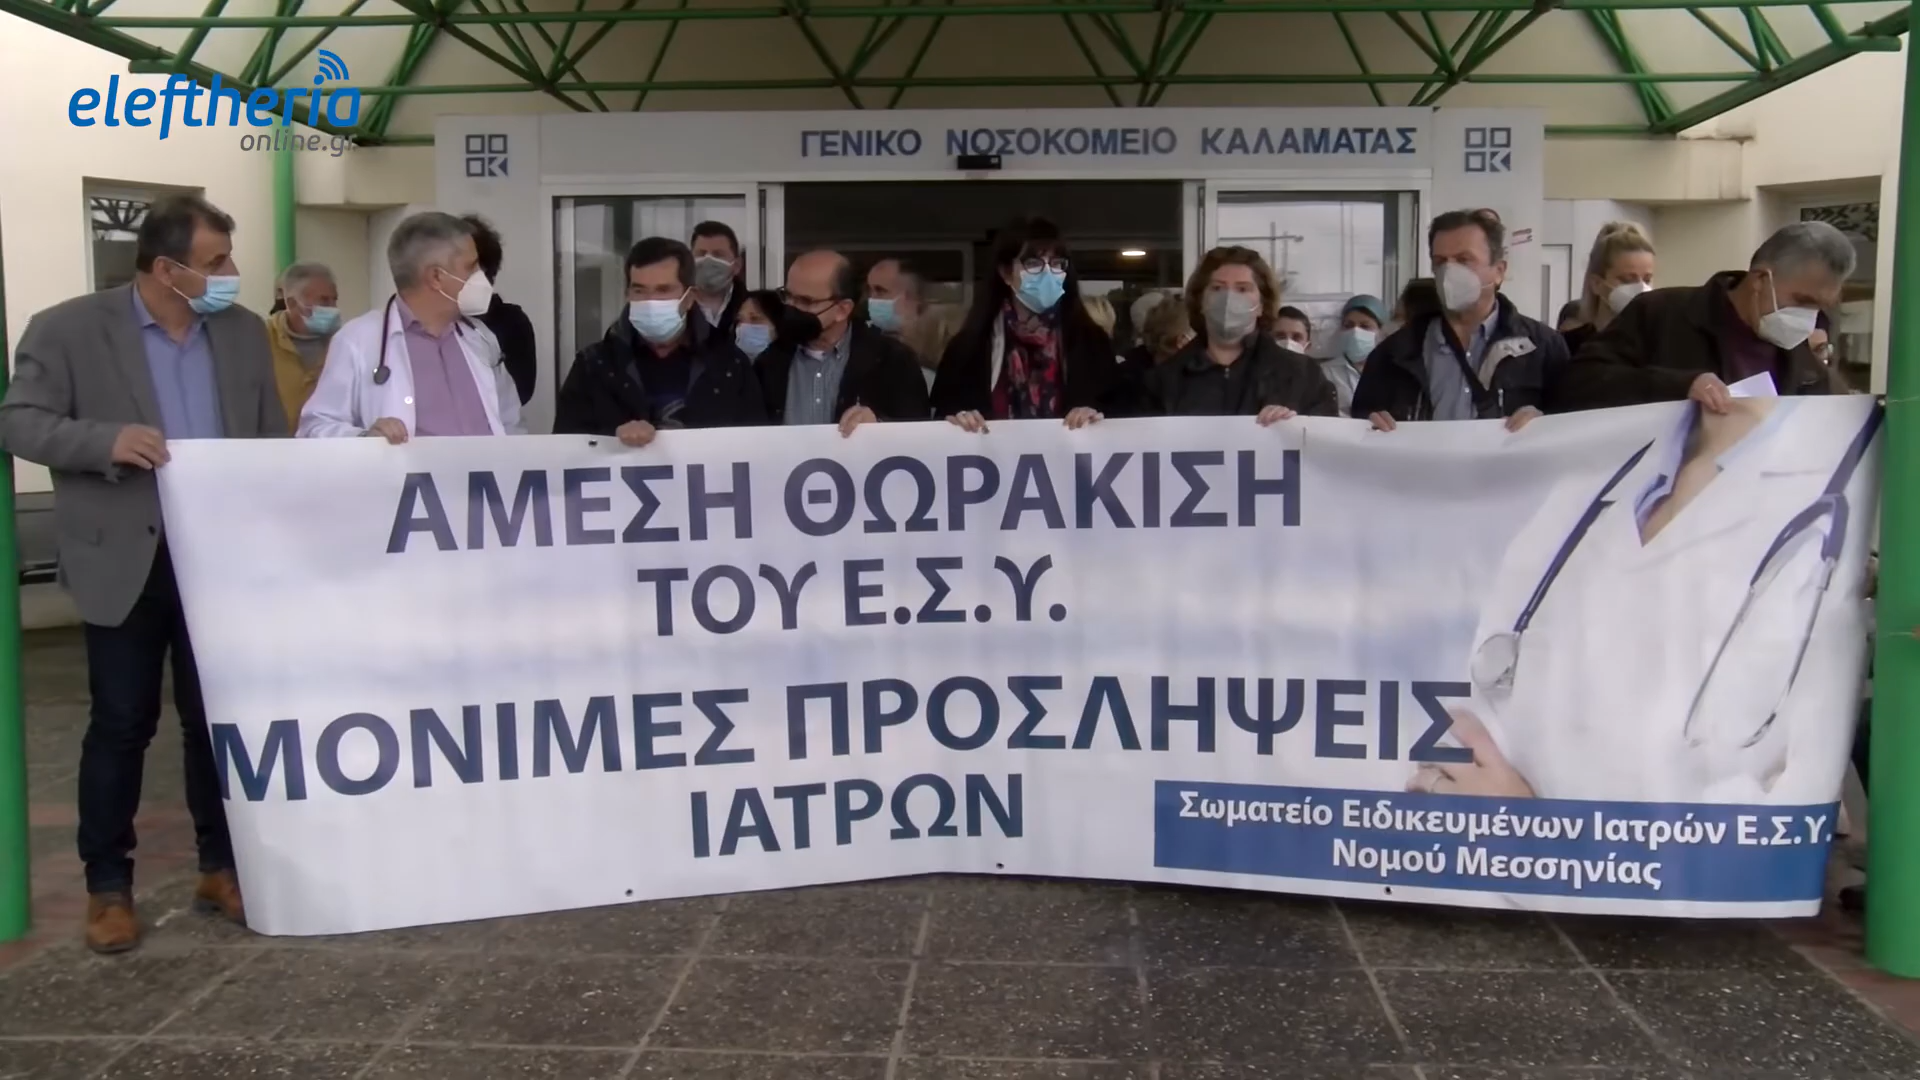 eleftheria
online.gr
ΓΕΝΙΚΟ ΝΟΣΟΚΟΜΕΙΟ ΚΑΛΑΜΑΤΑΣ
ΑΜΕΣΗ ΘΩΡΑΚΙΣΗ
ΤΟΥ Ε.Σ.Υ.
ΜΟΝΙΜΕΣ ΠΡΟΣΛΗΨΕΙΣ
ΙΑΤΡΩΝ
Σωματείο Ειδικευμένων Ιατρών Ε.Σ.Υ.
Νομού Μεσσηνίας